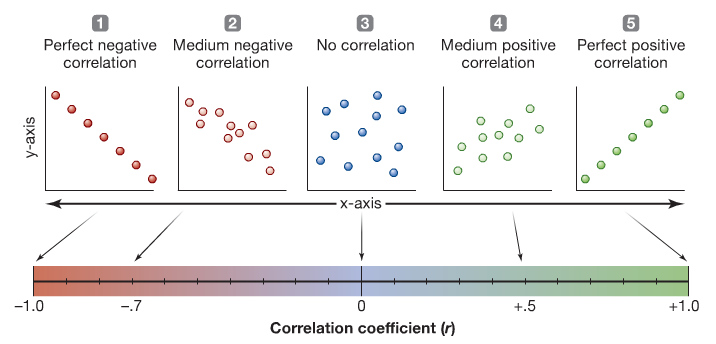 1
Perfect negative
correlation
2
Medium negative
correlation
3
No correlation
4
Medium positive
correlation
5
Perfect positive
correlation
y-axis
x-axis
–1.0
–.7
0
+.5
+1.0
Correlation coefficient (r)